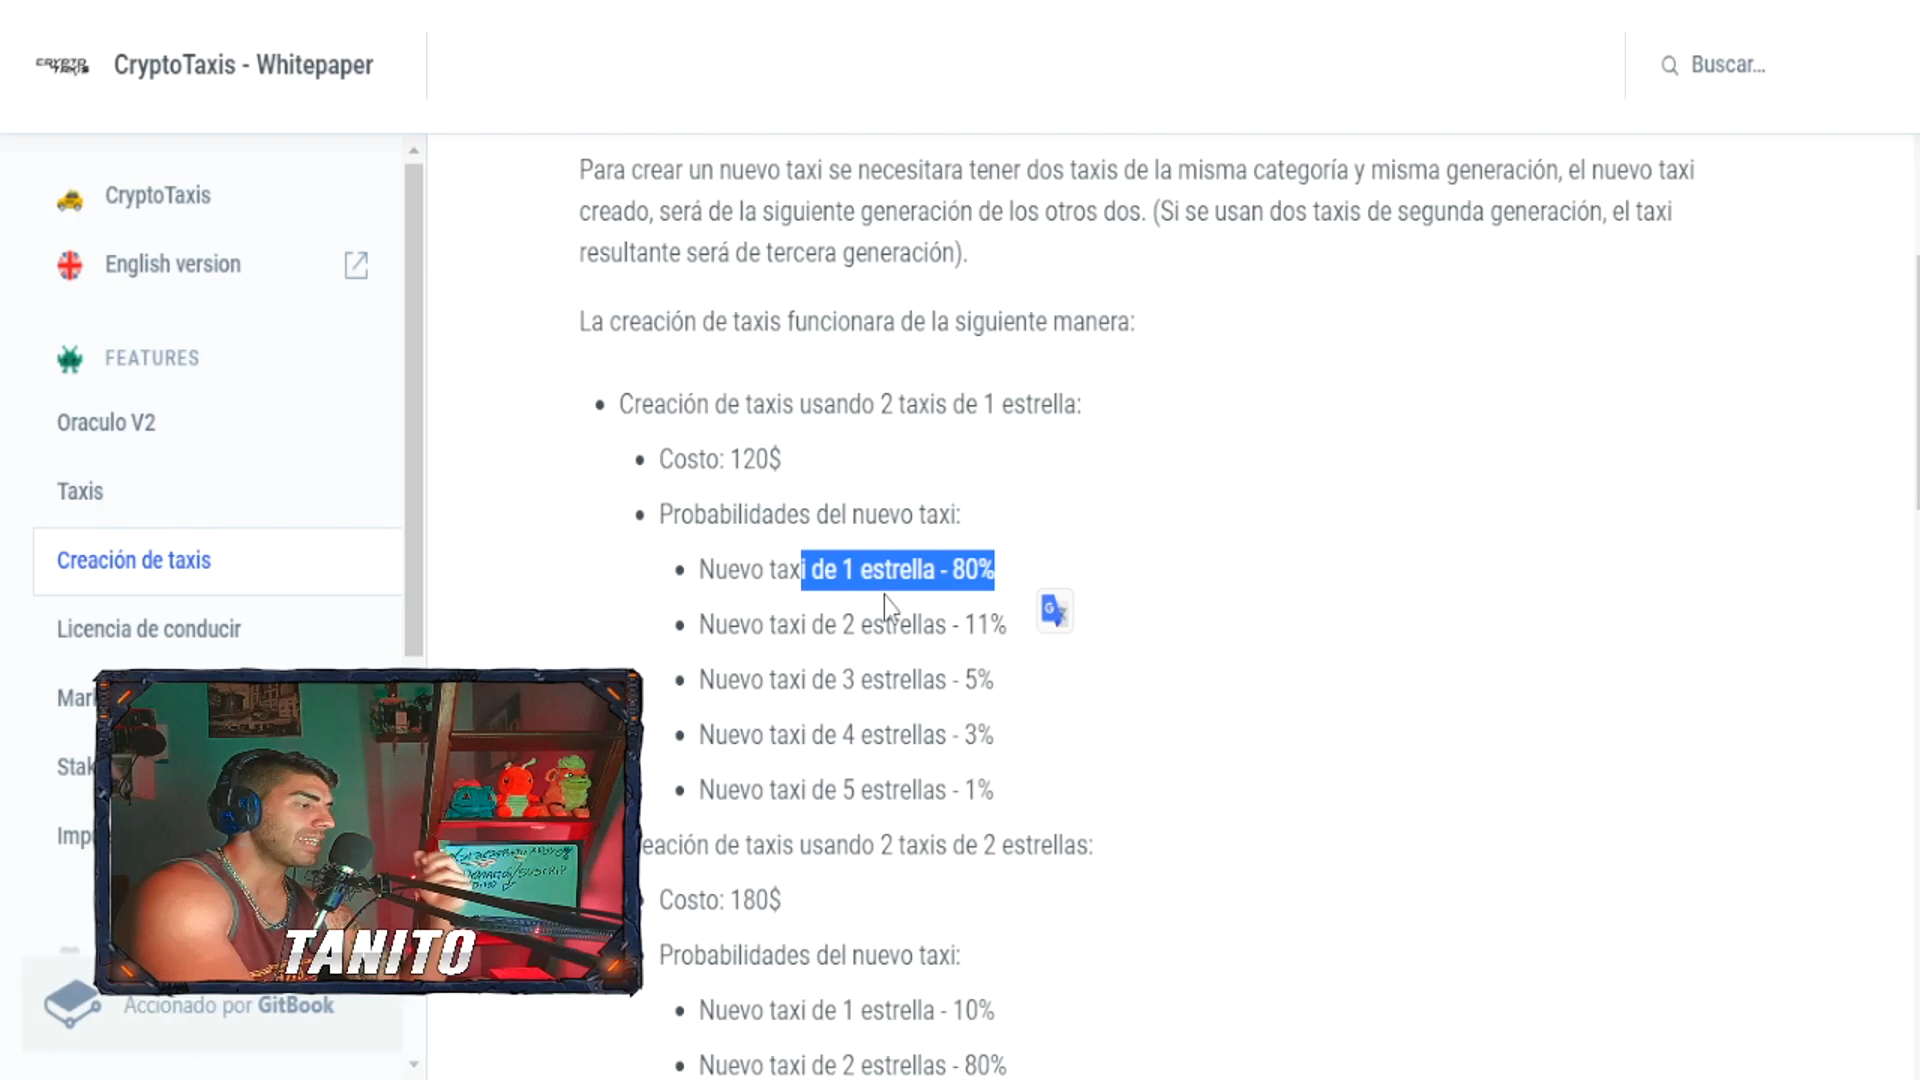 CRYPTO
TAXIS
CryptoTaxis - Whitepaper
Buscar...
CryptoTaxis
English version
FEATURES
Oraculo V2
Taxis
Creación de taxis
Licencia de conducir
Mar
Stak
Imp
Accionado por GitBook
Para crear un nuevo taxi se necesitara tener dos taxis de la misma categoría y misma generación, el nuevo taxi
creado, será de la siguiente generación de los otros dos. (Si se usan dos taxis de segunda generación, el taxi
resultante será de tercera generación).
La creación de taxis funcionara de la siguiente manera:
• Creación de taxis usando 2 taxis de 1 estrella:
• Costo: 120$
• Probabilidades del nuevo taxi:
• Nuevo taxi de 1 estrella - 80%
• Nuevo taxi de 2 estrellas - 11%
• Nuevo taxi de 3 estrellas - 5%
• Nuevo taxi de 4 estrellas - 3%
• Nuevo taxi de 5 estrellas - 1%
eación de taxis usando 2 taxis de 2 estrellas:
Costo: 180$
Probabilidades del nuevo taxi:
• Nuevo taxi de 1 estrella - 10%
• Nuevo taxi de 2 estrellas - 80%
TANITO